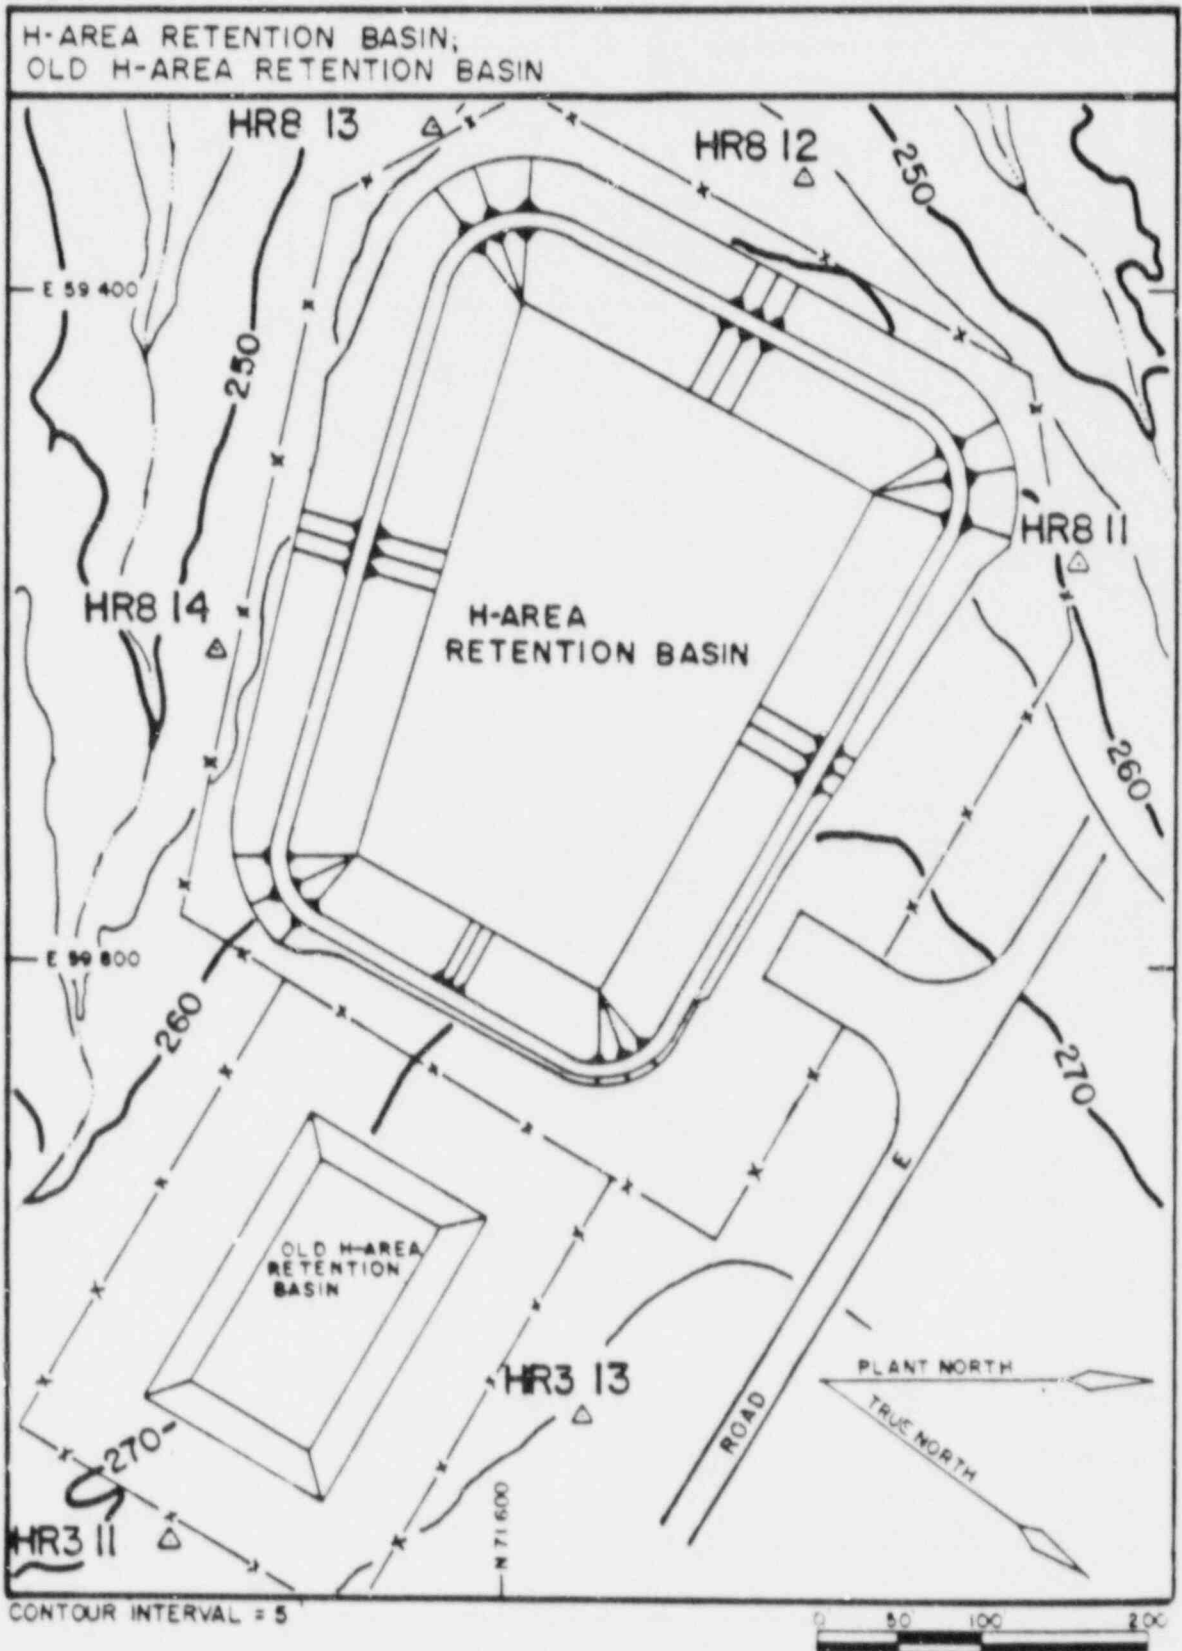 H-AREA RETENTION BASIN;
OLD H-AREA RETENTION BASIN
HR8 13
HR8 12
250
E 59 400
250
HR8 11
HR8 14
H-AREA
RETENTION BASIN
260
E 59 800
260
270
E
OLD H-AREA
RETENTION
BASIN
PLANT NORTH
HR3 13
TRUE NORTH
ROAD
270
N 71 600
HR3 11
CONTOUR INTERVAL = 5'
0 50 100 200